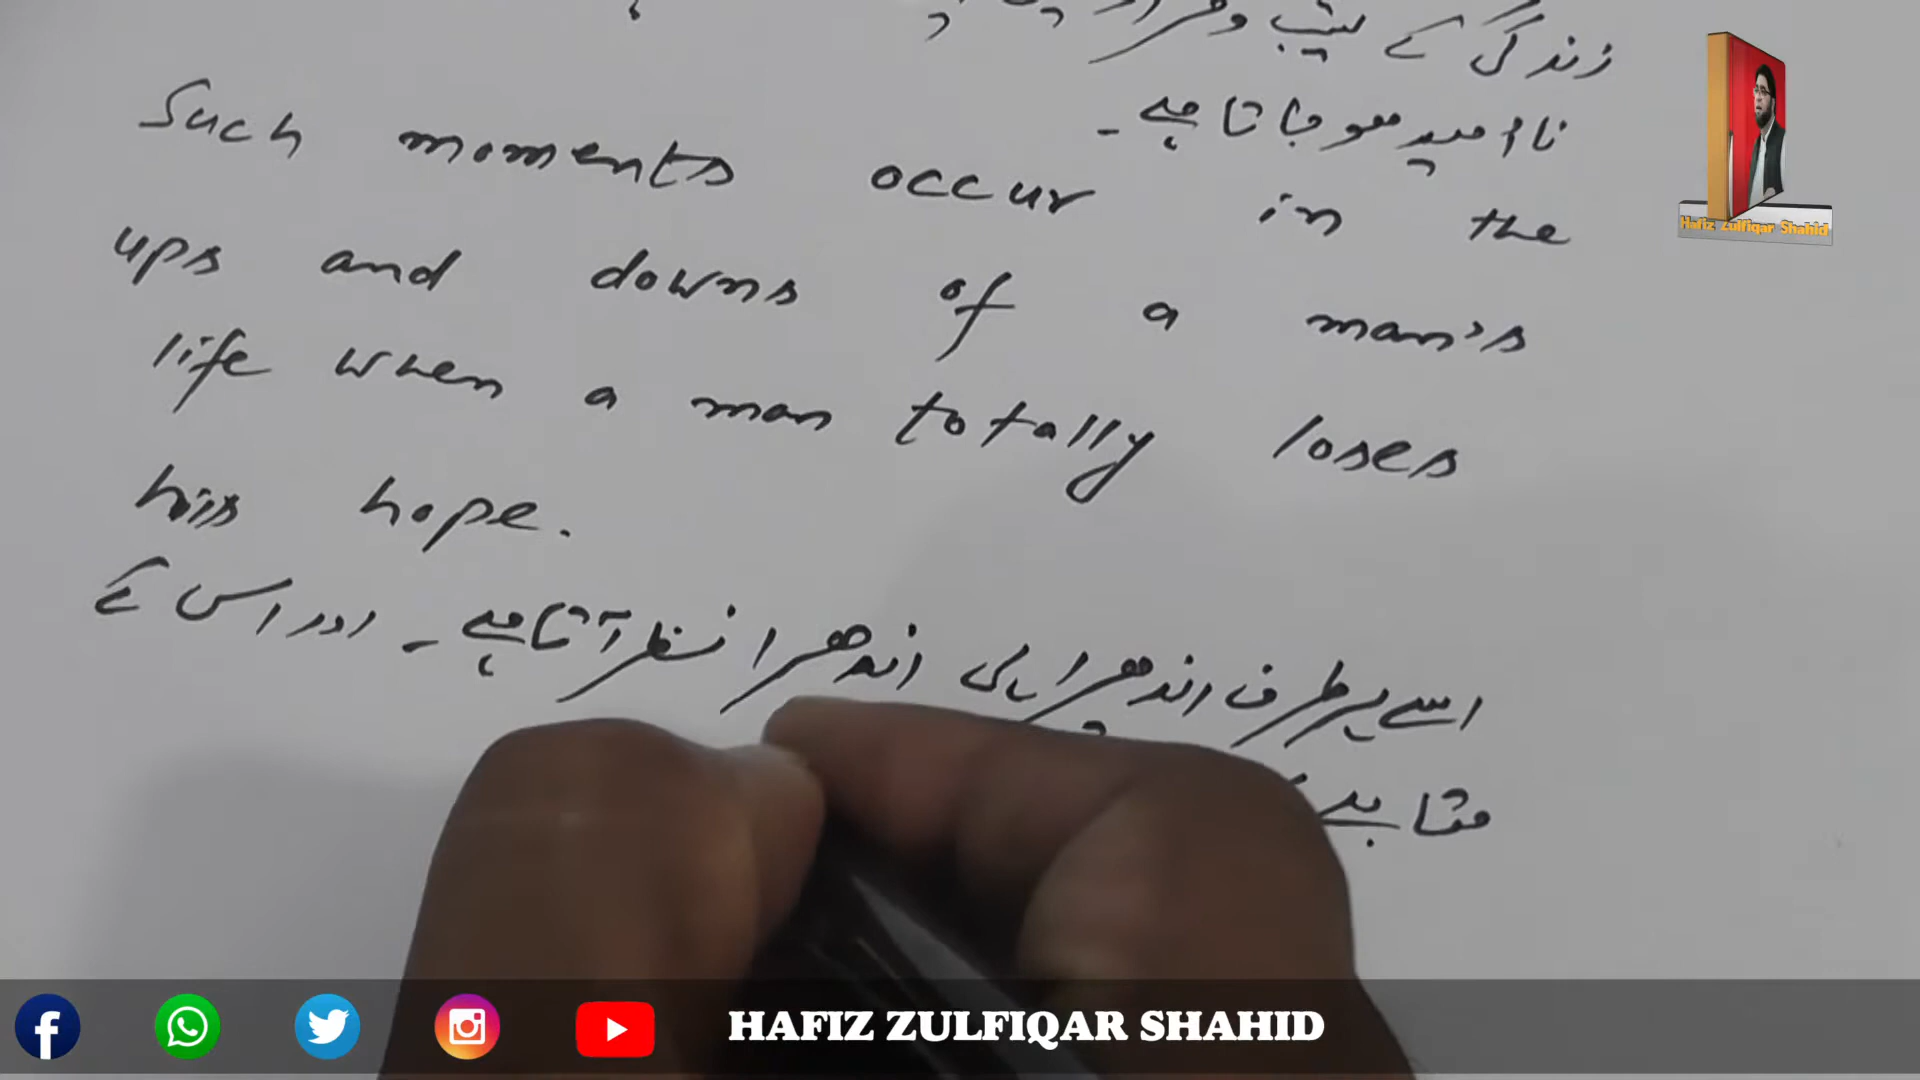 زندگی کے نشیب و فراز
نا امید ہو جاتا ہے۔
Such moments occur in the
ups and downs of a man's
life when a man totally loses
his hope.
اسے ہر طرف اندھیرا ہی اندھیرا نظر آتا ہے۔ اور اس کے
Hafiz Zulfiqar Shahid
HAFIZ ZULFIQAR SHAHID